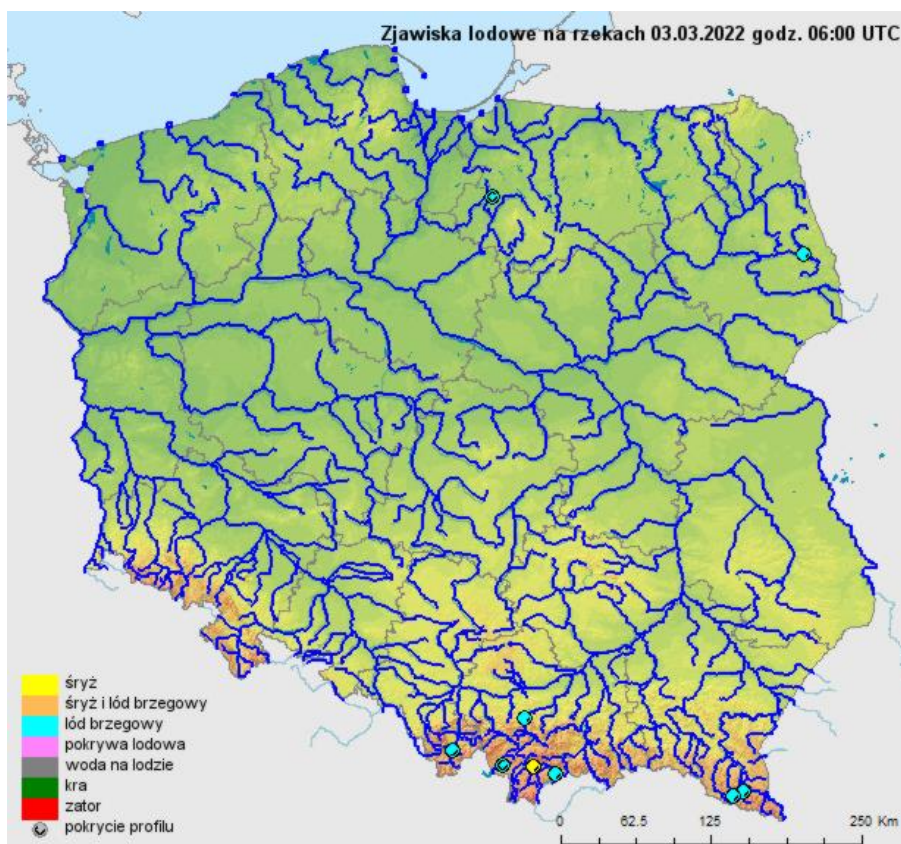 Zjawiska lodowe na rzekach 03.03.2022 godz. 06:00 UTC
śryż
śryż i lód brzegowy
lód brzegowy
pokrywa lodowa
woda na lodzie
kra
zator
pokrycie profilu
0 62.5 125 250 Km